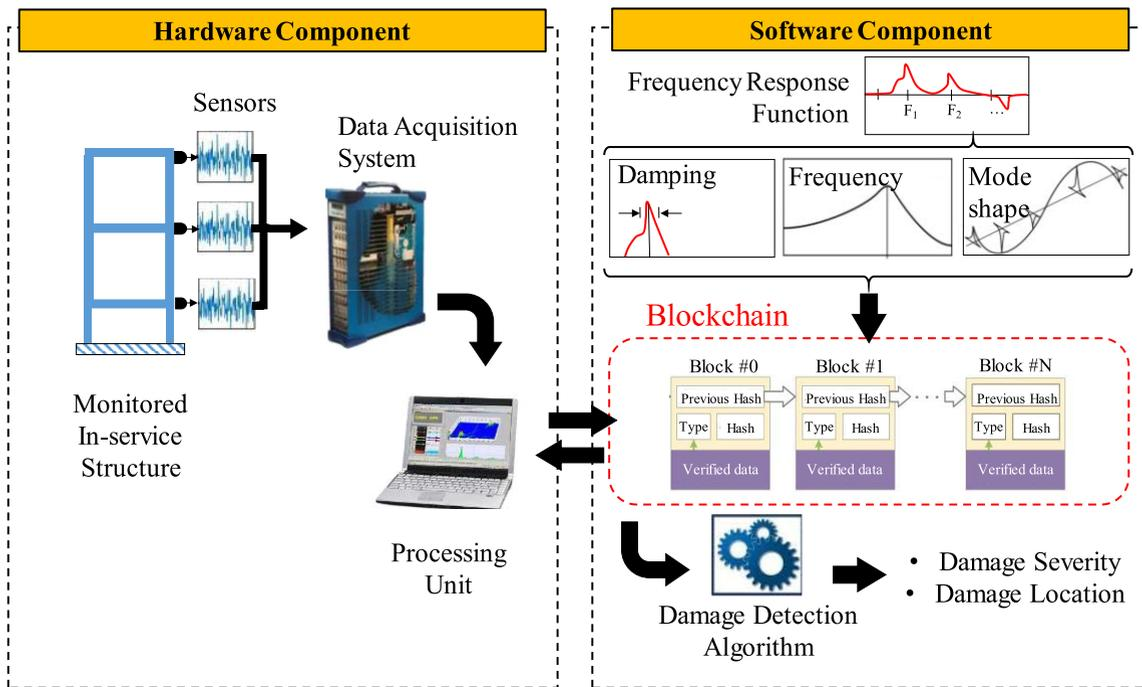 Hardware Component
Sensors
Data Acquisition
System
Monitored
In-service
Structure
Processing
Unit
Software Component
Frequency Response
Function
F1
F2
...
Damping
Frequency
Mode
shape
Blockchain
Block #0
Previous Hash
Type
Hash
Verified data
Block #1
Previous Hash
Type
Hash
Verified data
Block #N
Previous Hash
Type
Hash
Verified data
Damage Detection
Algorithm
• Damage Severity
• Damage Location